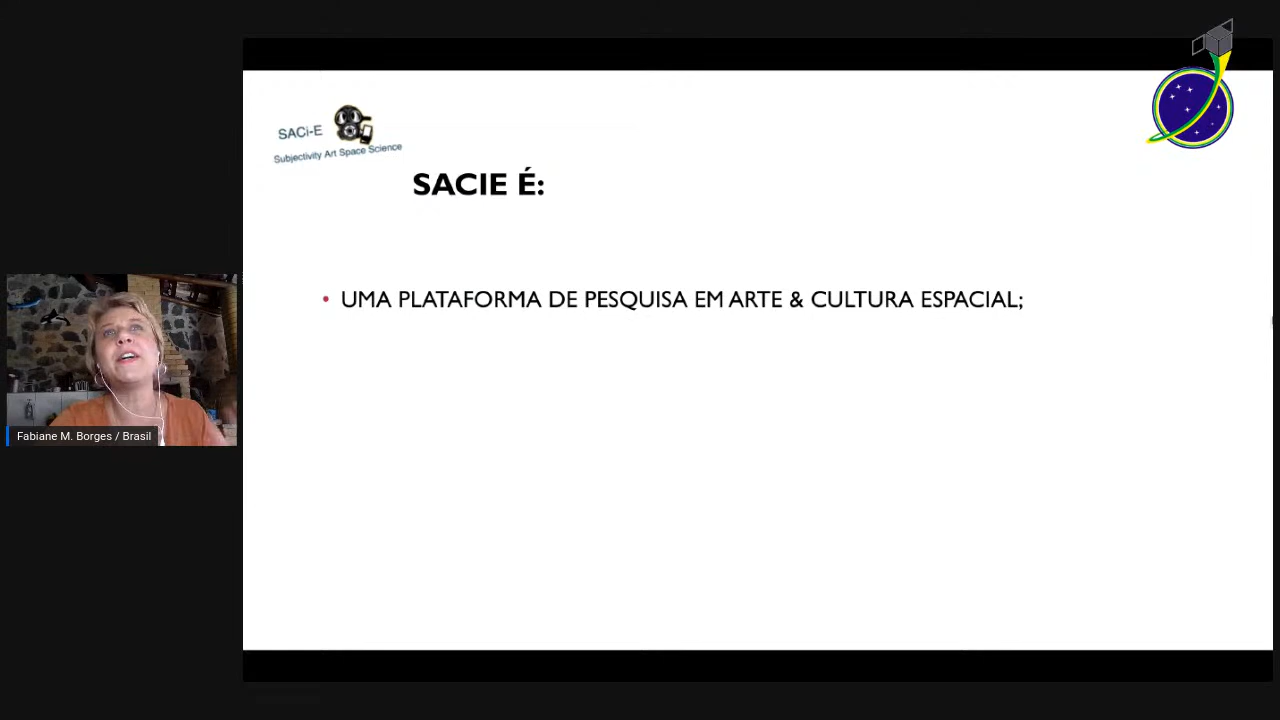 SACi-E
Subjectivity Art Space Science
SACIE É:
• UMA PLATAFORMA DE PESQUISA EM ARTE & CULTURA ESPACIAL;
Fabiane M. Borges / Brasil